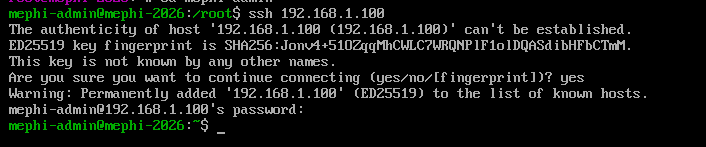 mephi-admin@mephi-2026:/root$ ssh 192.168.1.100
The authenticity of host '192.168.1.100 (192.168.1.100)' can't be established.
ED25519 key fingerprint is SHA256:Jonv4+51OZqqMhCWLC7WRQNPlF1olDQASdibHFbCTmM.
This key is not known by any other names.
Are you sure you want to continue connecting (yes/no/[fingerprint])? yes
Warning: Permanently added '192.168.1.100' (ED25519) to the list of known hosts.
mephi-admin@192.168.1.100's password:
mephi-admin@mephi-2026:~$ _